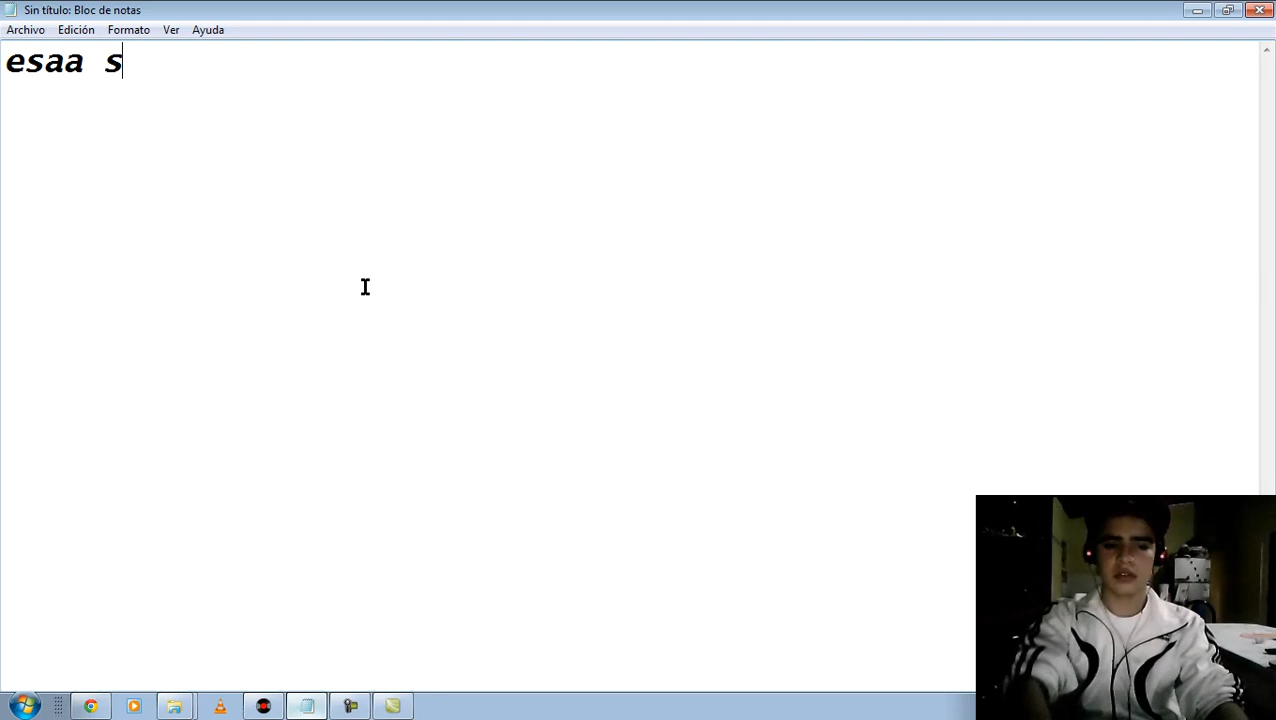 Sin título: Bloc de notas
Archivo Edición Formato Ver Ayuda
esaa s